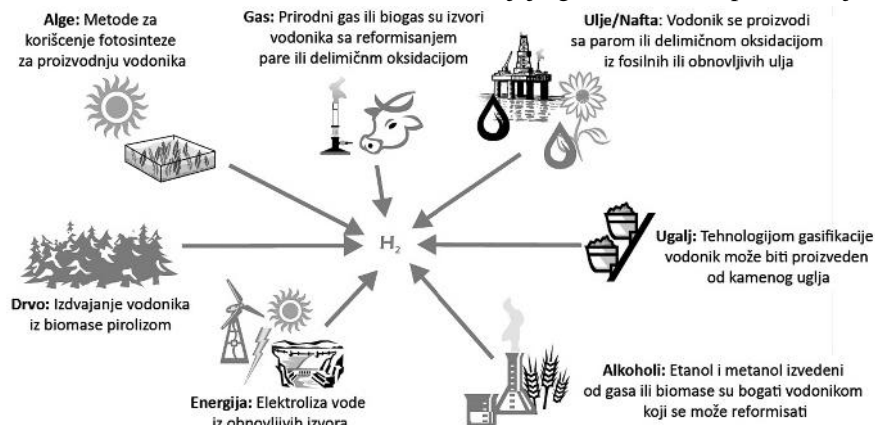 Alge: Metode za
korišćenje fotosinteze
za proizvodnju vodonika
Gas: Prirodni gas ili biogas su izvori
vodonika sa reformisanjem
pare ili delimičnm oksidacijom
Ulje/Nafta: Vodonik se proizvodi
sa parom ili delimičnom oksidacijom
iz fosilnih ili obnovljivih ulja
H2
Ugalj: Tehnologijom gasifikacije
vodonik može biti proizveden
od kamenog uglja
Drvo: Izdvajanje vodonika
iz biomase pirolizom
Energija: Elektroliza vode
iz obnovljivih izvora
Alkoholi: Etanol i metanol izvedeni
od gasa ili biomase su bogati vodonikom
koji se može reformisati